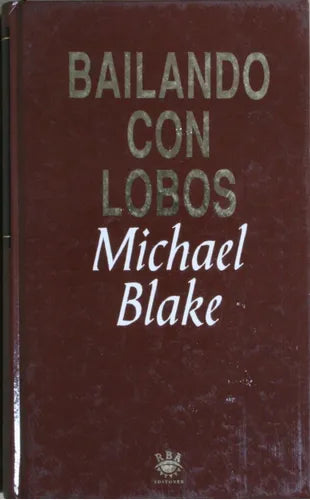 BAILANDO
CON
LOBOS
Michael
Blake
RBA
EDITORES